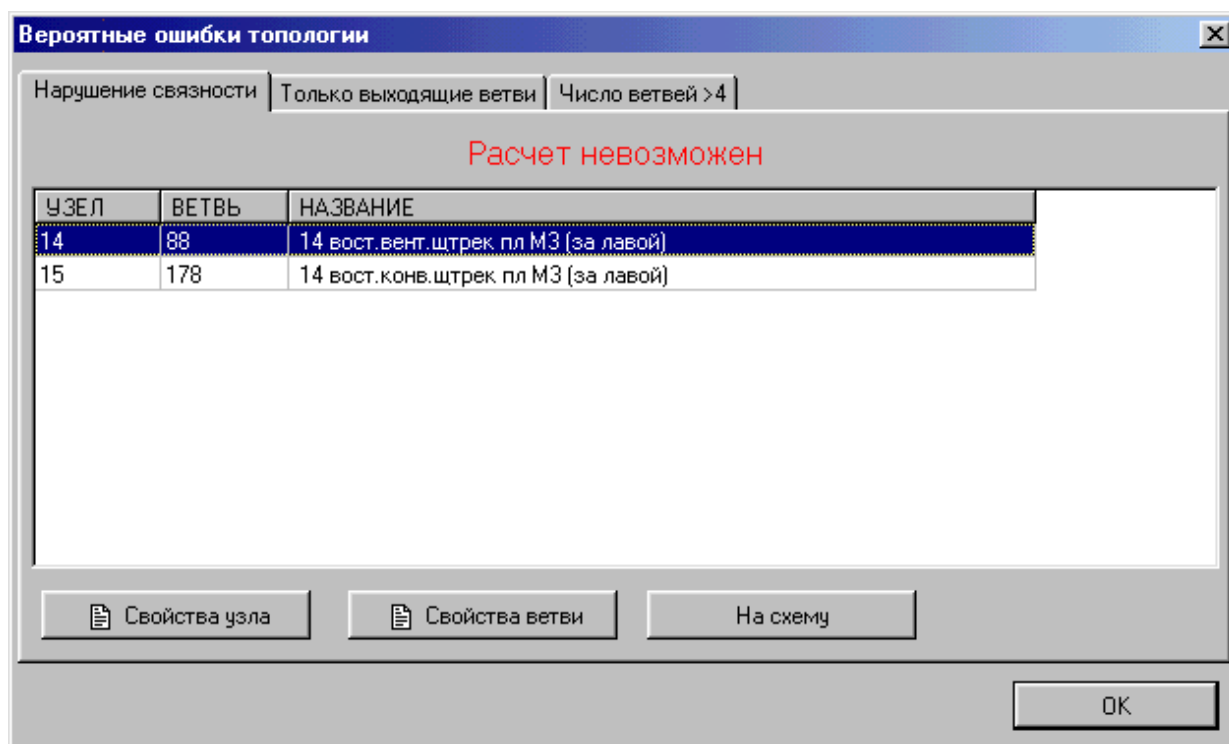 Вероятные ошибки топологии
Нарушение связности Только выходящие ветви Число ветвей >4
Расчет невозможен
УЗЕЛ ВЕТВЬ НАЗВАНИЕ
14 88 14 вост.вент.щтрек пл М3 (за лавой)
15 178 14 вост.конв.щтрек пл М3 (за лавой)
Свойства узла Свойства ветви На схему
OK